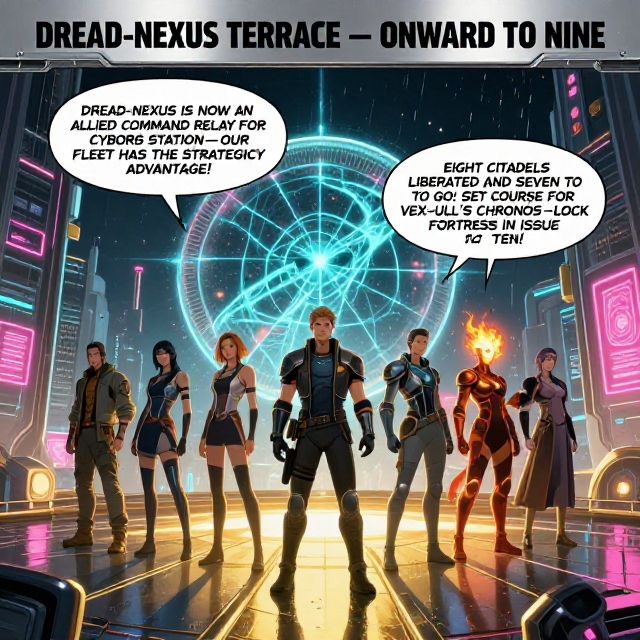 DREAD-NEXUS TERRACE — ONWARD TO NINE
DREAD-NEXUS IS NOW AN
ALLIED COMMAND RELAY FOR
CYBORG STATION—OUR
FLEET HAS THE STRATEGICY
ADVANTAGE!
EIGHT CITADELS
LIBERATED AND SEVEN TO
TO GO! SET COURSE FOR
VEX-ULL'S CHRONOS-LOCK
FORTRESS IN ISSUE
TEN!